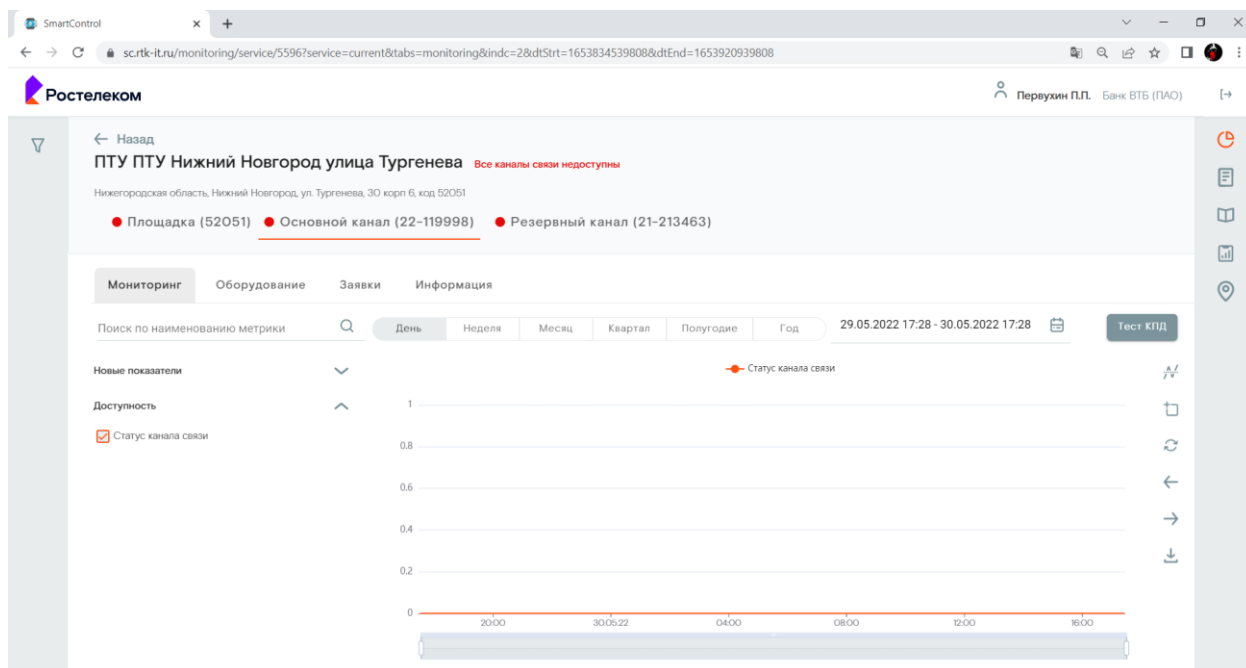 SmartControl
sc.rtk-it.ru/monitoring/service/5596?service=current&tabs=monitoring&indc=2&dtStrt=1653834539808&dtEnd=1653920939808
Ростелеком
Первухин П.П. Банк ВТБ (ПАО)
Назад
ПТУ ПТУ Нижний Новгород улица Тургенева Все каналы связи недоступны
Нижегородская область, Нижний Новгород, ул. Тургенева, 30 корп 6, код 52051
Площадка (52051) Основной канал (22-119998) Резервный канал (21-213463)
Мониторинг Оборудование Заявки Информация
Поиск по наименованию метрики День Неделя Месяц Квартал Полугодие Год 29.05.2022 17:28 - 30.05.2022 17:28 Тест КПД
Новые показатели
Статус канала связи
Доступность
Статус канала связи
1
0.8
0.6
0.4
0.2
0
20:00 30.05.22 04:00 08:00 12:00 16:00